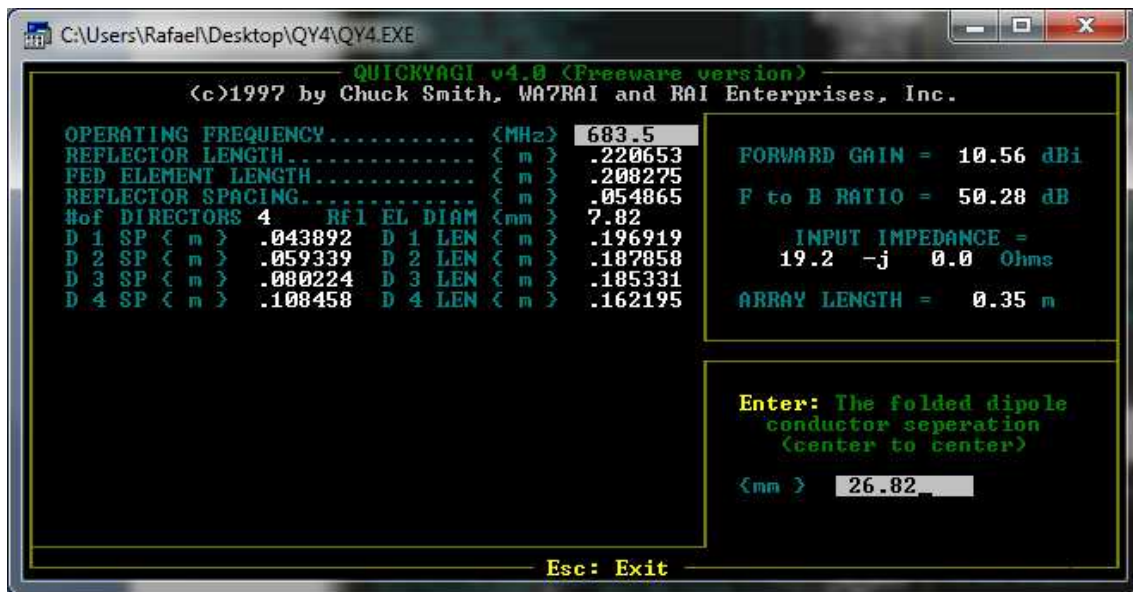 C:\Users\Rafael\Desktop\QY4\QY4.EXE
QUICKYAGI v4.0 (Freeware version)
(c)1997 by Chuck Smith, WA7RAI and RAI Enterprises, Inc.
OPERATING FREQUENCY............ {MHz} 683.5
REFLECTOR LENGTH............... { m } .220653
FED ELEMENT LENGTH............. { m } .208275
REFLECTOR SPACING.............. { m } .054865
#of DIRECTORS 4 Rfl EL DIAM {mm } 7.82
D 1 SP { m } .043892 D 1 LEN { m } .196919
D 2 SP { m } .059339 D 2 LEN { m } .187858
D 3 SP { m } .080224 D 3 LEN { m } .185331
D 4 SP { m } .108458 D 4 LEN { m } .162195
FORWARD GAIN = 10.56 dBi
F to B RATIO = 50.28 dB
INPUT IMPEDANCE =
19.2 -j 0.0 Ohms
ARRAY LENGTH = 0.35 m
Enter: The folded dipole
conductor seperation
(center to center)
{mm } 26.82_
Esc: Exit